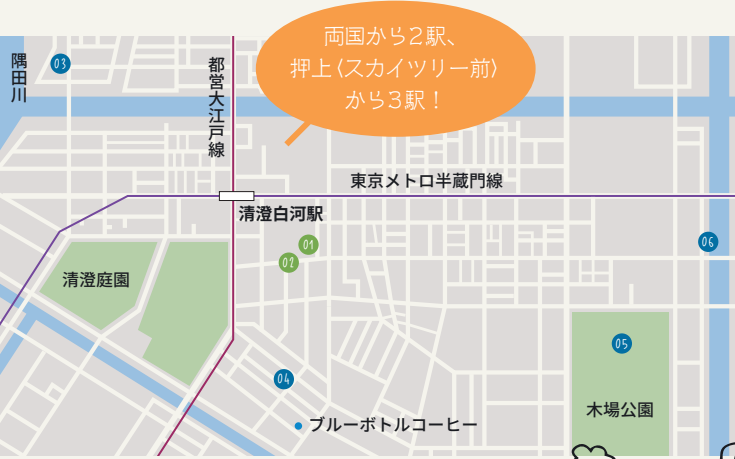 両国から2駅、
押上〈スカイツリー前〉
から3駅！
隅田川
03
都営大江戸線
東京メトロ半蔵門線
清澄白河駅
01
02
06
清澄庭園
05
04
木場公園
ブルーボトルコーヒー